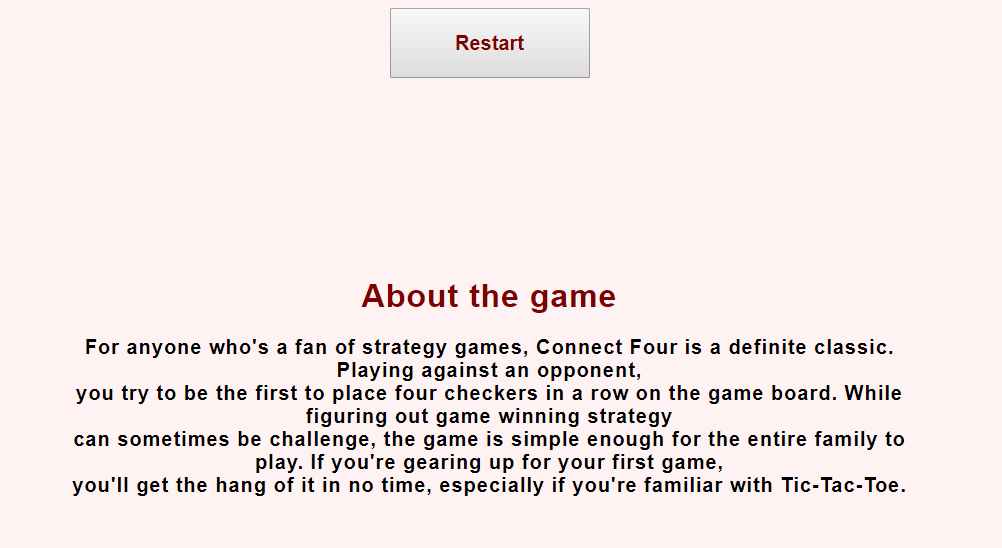 Restart
About the game
For anyone who's a fan of strategy games, Connect Four is a definite classic.
Playing against an opponent,
you try to be the first to place four checkers in a row on the game board. While
figuring out game winning strategy
can sometimes be challenge, the game is simple enough for the entire family to
play. If you're gearing up for your first game,
you'll get the hang of it in no time, especially if you're familiar with Tic-Tac-Toe.